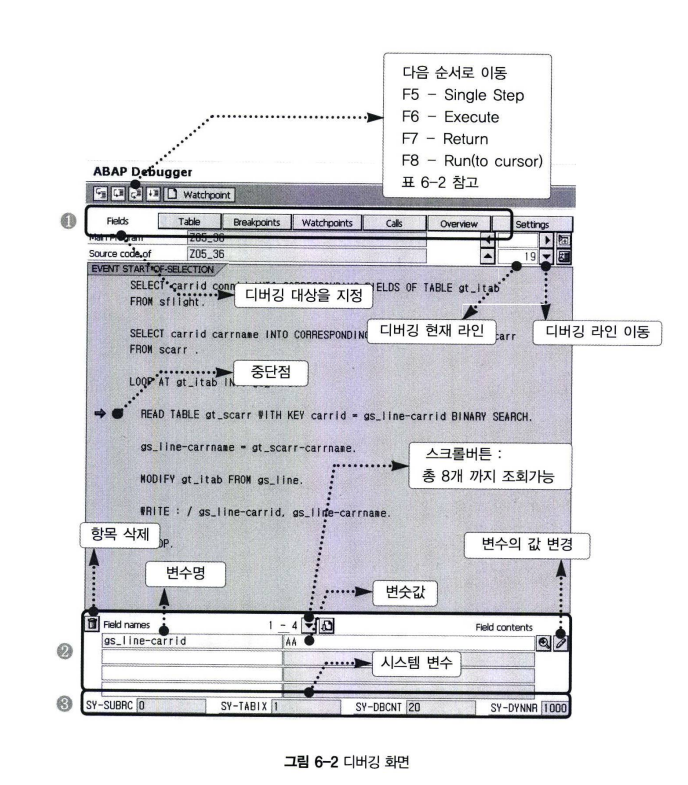 다음 순서로 이동
F5 - Single Step
F6 - Execute
F7 - Return
F8 - Run(to cursor)
표 6-2 참고
ABAP Debugger
Watchpoint
❶ Fields Table Breakpoints Watchpoints Calls Overview Settings
Main Program Z05_36
Source code of Z05_36 19
EVENT START-OF-SELECTION
SELECT carrid FIELDS OF TABLE gt_itab
디버깅 대상을 지정
FROM sflight.
SELECT carrid carrname INTO CORRESPONDING
디버깅 현재 라인
디버깅 라인 이동
FROM scarr .
중단점
LOOP AT gt_itab
READ TABLE gt_scarr WITH KEY carrid = gs_line-carrid BINARY SEARCH.
gs_line-carrname = gt_scarr-carrname.
스크롤버튼 :
총 8개 까지 조회가능
MODIFY gt_itab FROM gs_line.
WRITE : / gs_line-carrid, gs_line-carrname.
항목 삭제
변수의 값 변경
변수명
변숫값
Field names 1 - 4 Field contents
❷ gs_line-carrid AA
시스템 변수
❸ SY-SUBRC 0 SY-TABIX 1 SY-DBCNT 20 SY-DYNNR 1000
그림 6-2 디버깅 화면